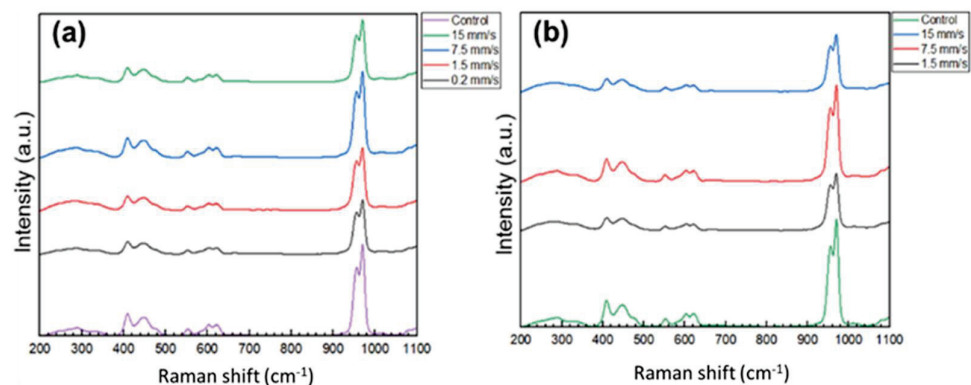 (a)
Control
15 mm/s
7.5 mm/s
1.5 mm/s
0.2 mm/s
Intensity (a.u.)
200 300 400 500 600 700 800 900 1000 1100
Raman shift (cm⁻¹)
(b)
Control
15 mm/s
7.5 mm/s
1.5 mm/s
Intensity (a.u.)
200 300 400 500 600 700 800 900 1000 1100
Raman shift (cm⁻¹)